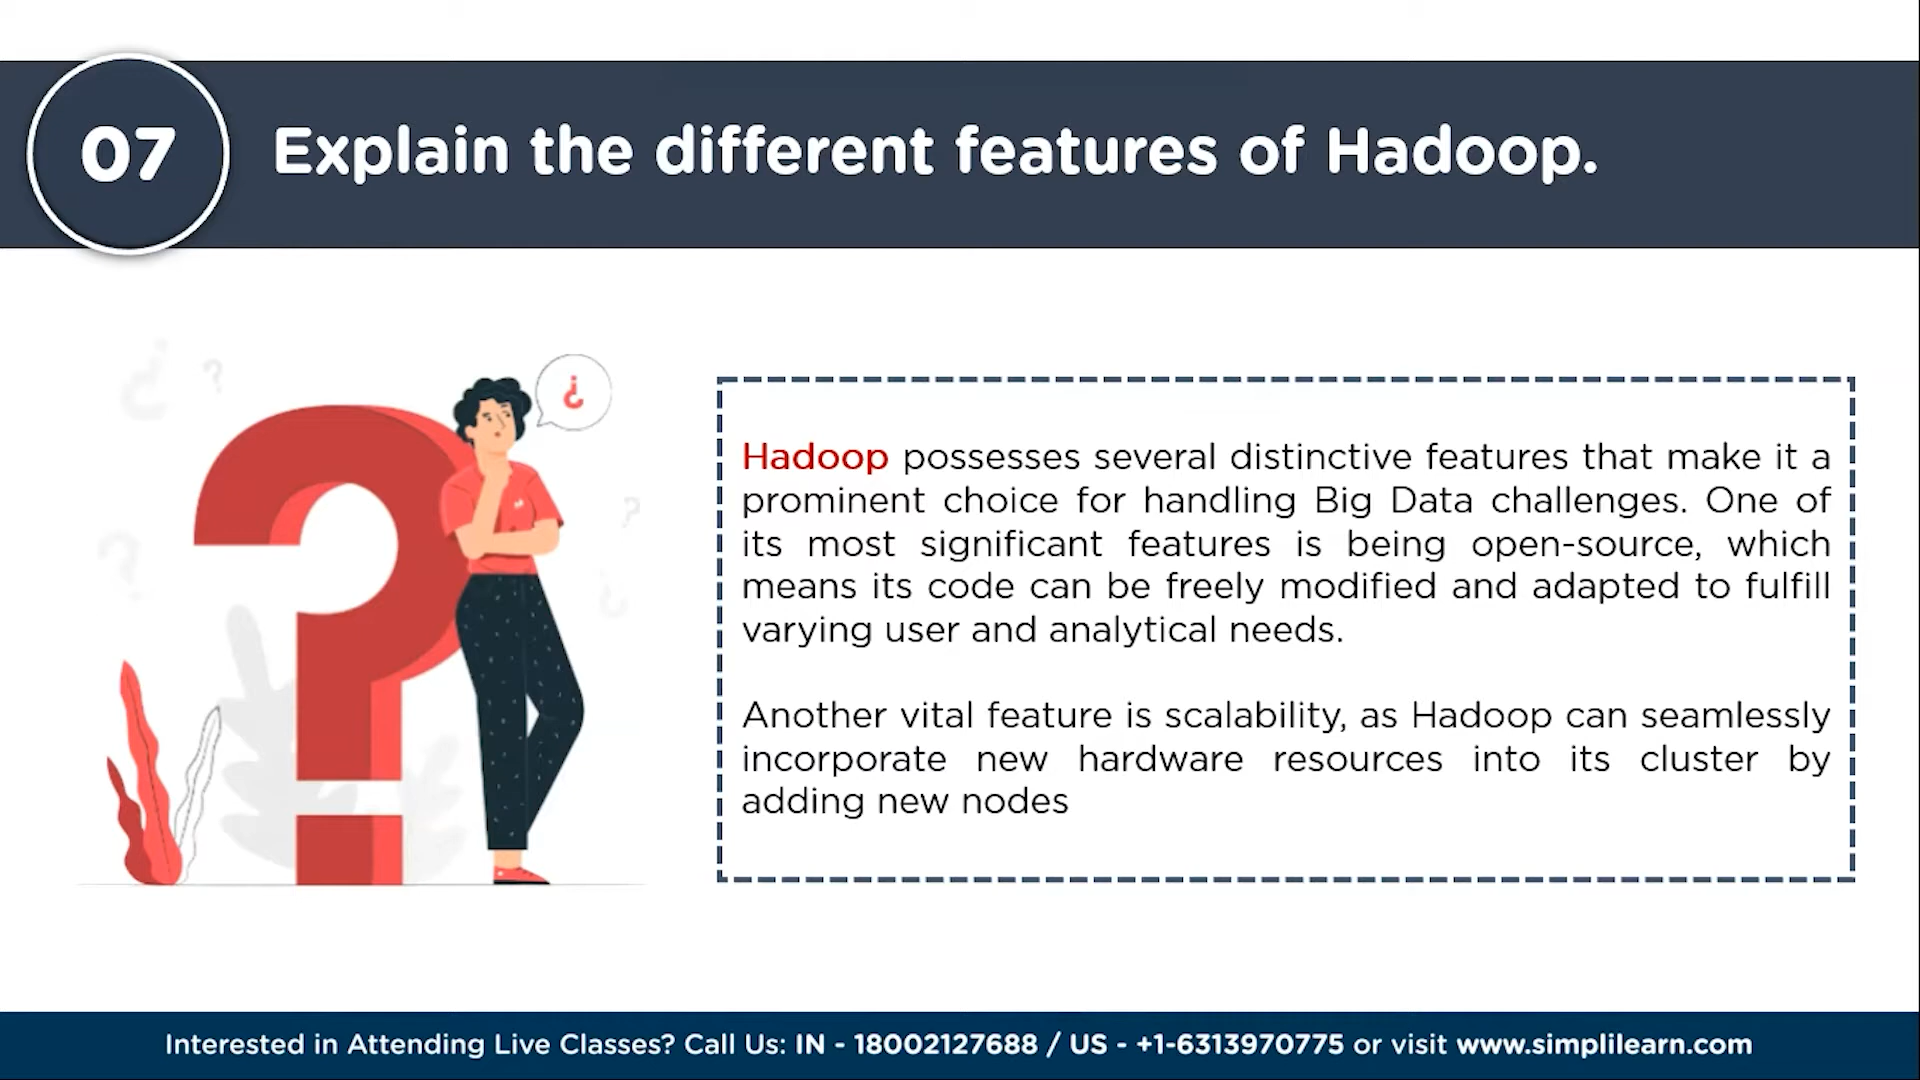 07
Explain the different features of Hadoop.
¿
Hadoop possesses several distinctive features that make it a
prominent choice for handling Big Data challenges. One of
its most significant features is being open-source, which
means its code can be freely modified and adapted to fulfill
varying user and analytical needs.
Another vital feature is scalability, as Hadoop can seamlessly
incorporate new hardware resources into its cluster by
adding new nodes
Interested in Attending Live Classes? Call Us: IN - 18002127688 / US - +1-6313970775 or visit www.simplilearn.com